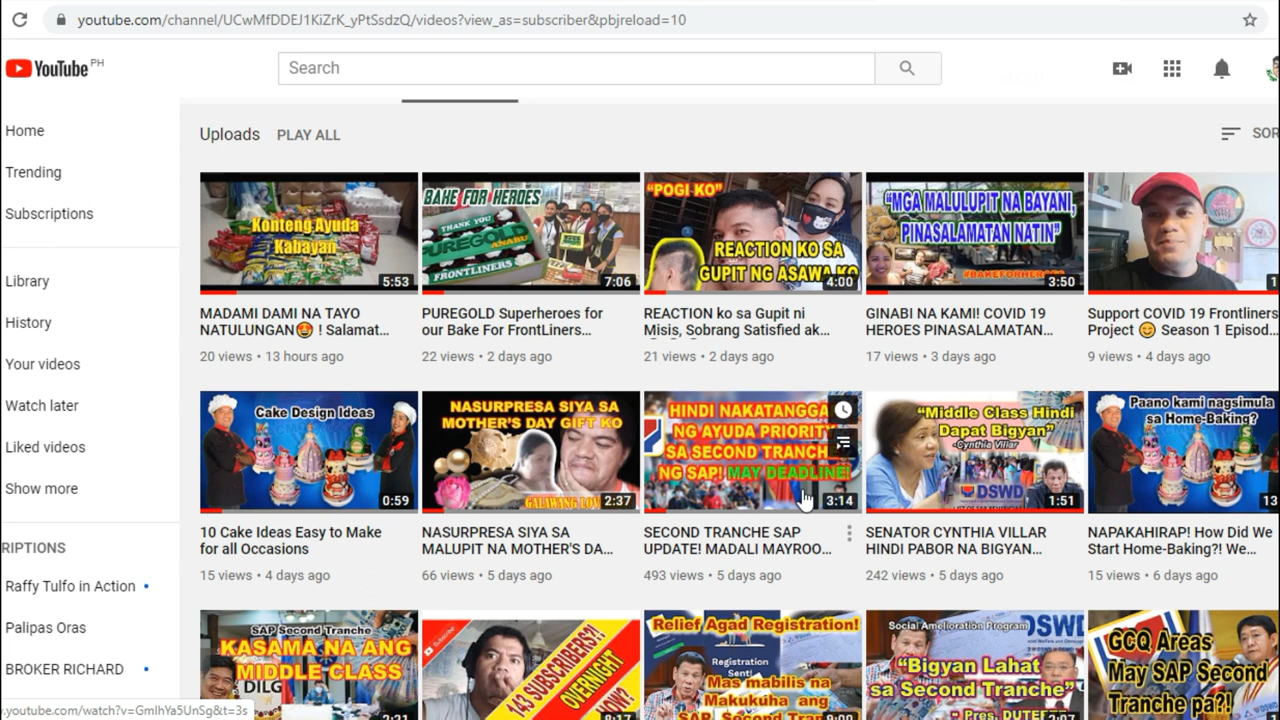 youtube.com/channel/UCwMfDDEJ1KiZrK_yPtSsdzQ/videos?view_as=subscriber&pbjreload=10
YouTube PH
Search
Home
Trending
Subscriptions
Library
History
Your videos
Watch later
Liked videos
Show more
RIPTIONS
Raffy Tulfo in Action
Palipas Oras
BROKER RICHARD
Uploads PLAY ALL
SOR
Konteng Ayuda
Kabayan
5:53
MADAMI DAMI NA TAYO
NATULUNGAN🤩 ! Salamat...
20 views • 13 hours ago
BAKE FOR HEROES
THANK YOU
PUREGOLD ANABU
FRONTLINERS
7:06
PUREGOLD Superheroes for
our Bake For FrontLiners...
22 views • 2 days ago
"POGI KO"
REACTION KO SA
GUPIT NG ASAWA KO
4:00
REACTION ko sa Gupit ni
Misis, Sobrang Satisfied ak...
21 views • 2 days ago
"MGA MALULUPIT NA BAYANI,
PINASALAMATAN NATIN"
#BAKEFORHEROES
3:50
GINABI NA KAMI! COVID 19
HEROES PINASALAMATAN...
17 views • 3 days ago
1
Support COVID 19 Frontliners
Project 😊 Season 1 Episod...
9 views • 4 days ago
Cake Design Ideas
0:59
10 Cake Ideas Easy to Make
for all Occasions
15 views • 4 days ago
NASURPRESA SIYA SA
MOTHER'S DAY GIFT KO
GALAWANG LOV
2:37
NASURPRESA SIYA SA
MALUPIT NA MOTHER'S DA...
66 views • 5 days ago
HINDI NAKATANGGA
NG AYUDA PRIORIT
SA SECOND TRANCH
NG SAP! MAY DEADLINE!
3:14
SECOND TRANCHE SAP
UPDATE! MADALI MAYROO...
493 views • 5 days ago
"Middle Class Hindi
Dapat Bigyan"
-Cynthia Villar
DSWD
1:51
SENATOR CYNTHIA VILLAR
HINDI PABOR NA BIGYAN...
242 views • 5 days ago
Paano kami nagsimula
sa Home-Baking?
13
NAPAKAHIRAP! How Did We
Start Home-Baking?! We...
15 views • 6 days ago
SAP Second Tranche
KASAMA NA ANG
MIDDLE CLASS
DILG
Subscribe
143 SUBSCRIBERS?!
OVERNIGHT
Relief Agad Registration!
Registration
Sent!
Mas mabilis na
Makukuha ang
Social Amelioration Program
DSWD
"Bigyan Lahat
sa Second Tranche"
- Pres. DUTER
GCQ Areas
May SAP Second
Tranche pa?!
.youtube.com/watch?v=GmIhYa5UnSg&t=3s